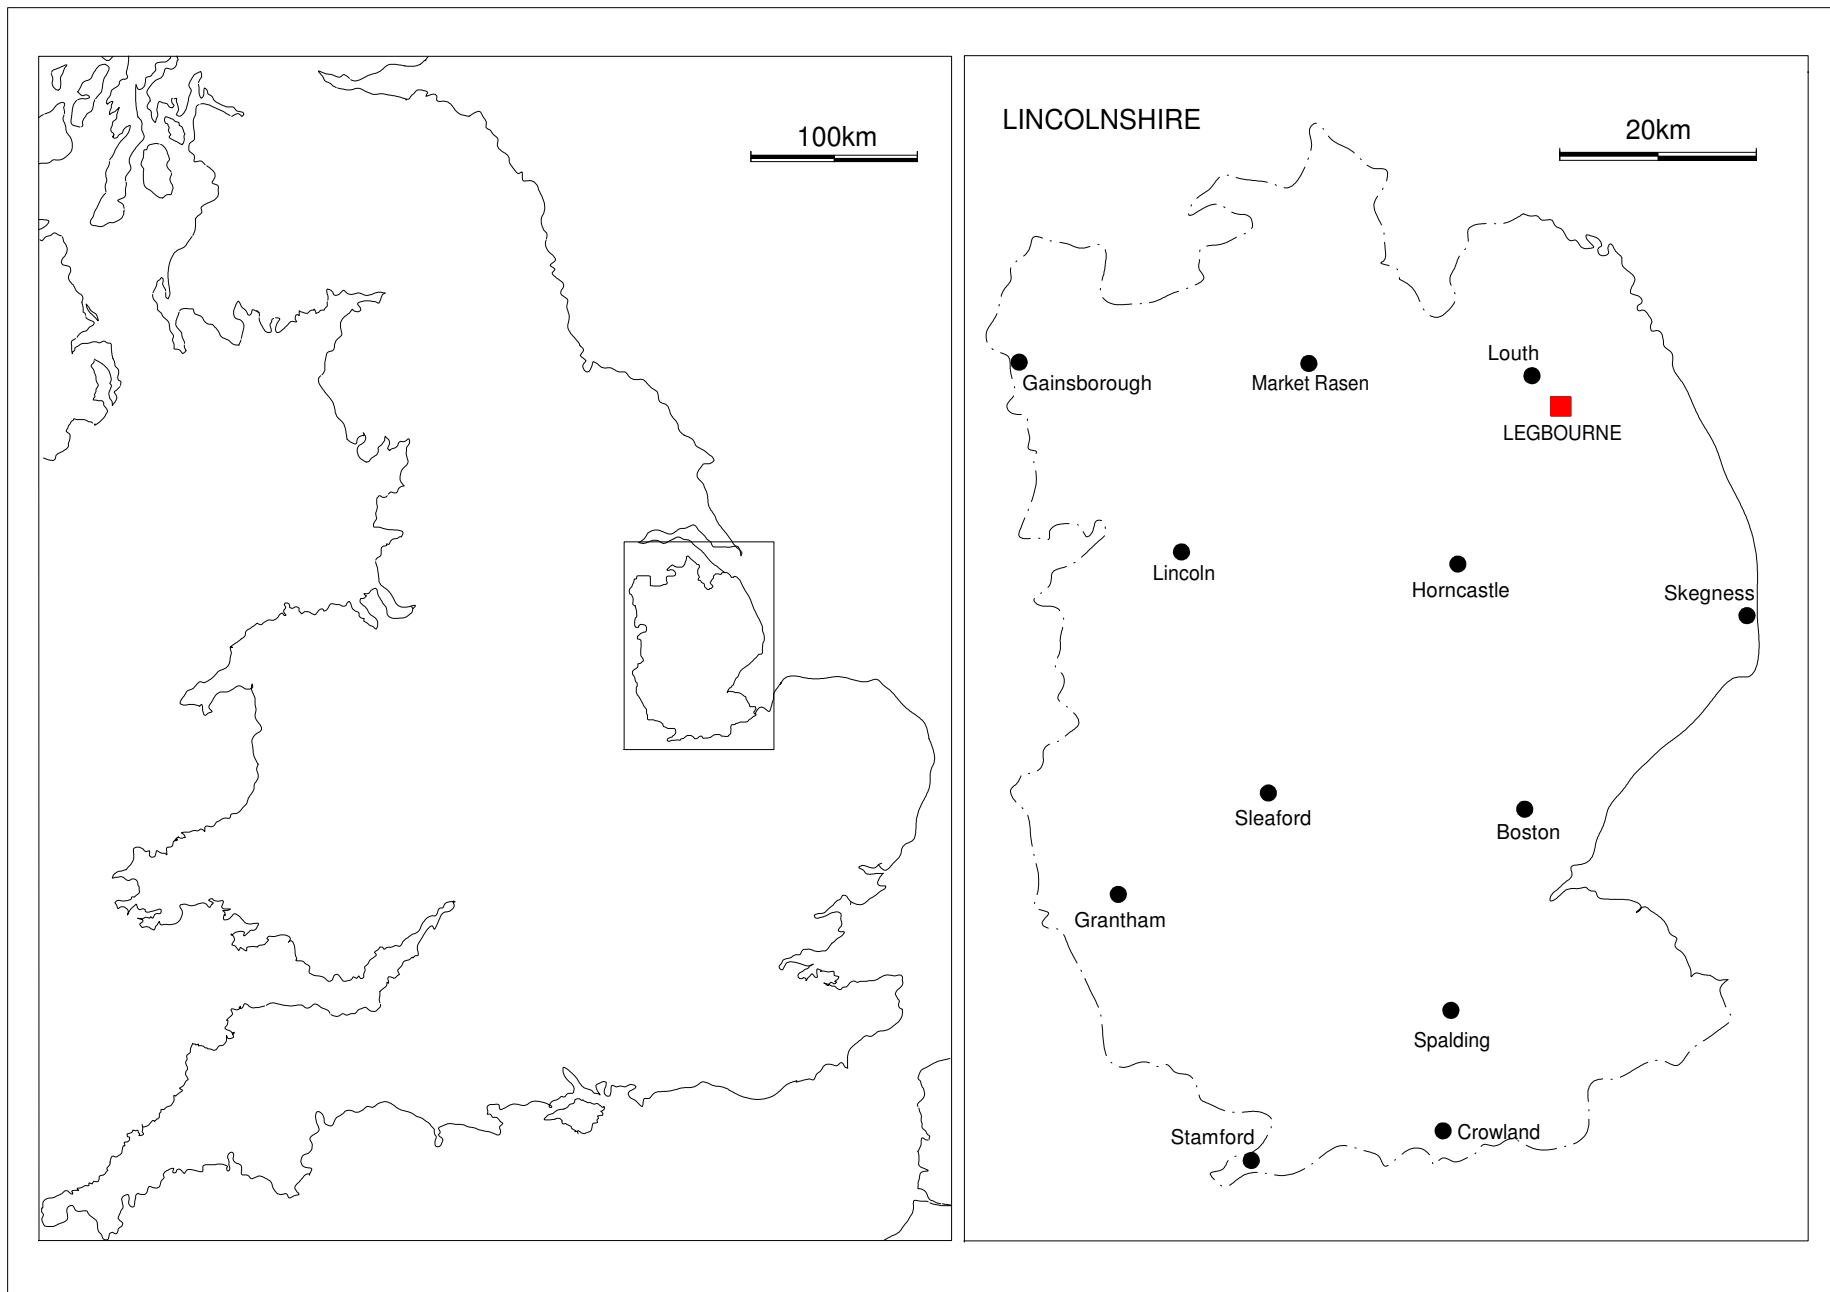 100km
LINCOLNSHIRE
20km
Louth
Gainsborough
Market Rasen
LEGBOURNE
Lincoln
Horncastle
Skegness
Sleaford
Boston
Grantham
Spalding
Stamford
Crowland